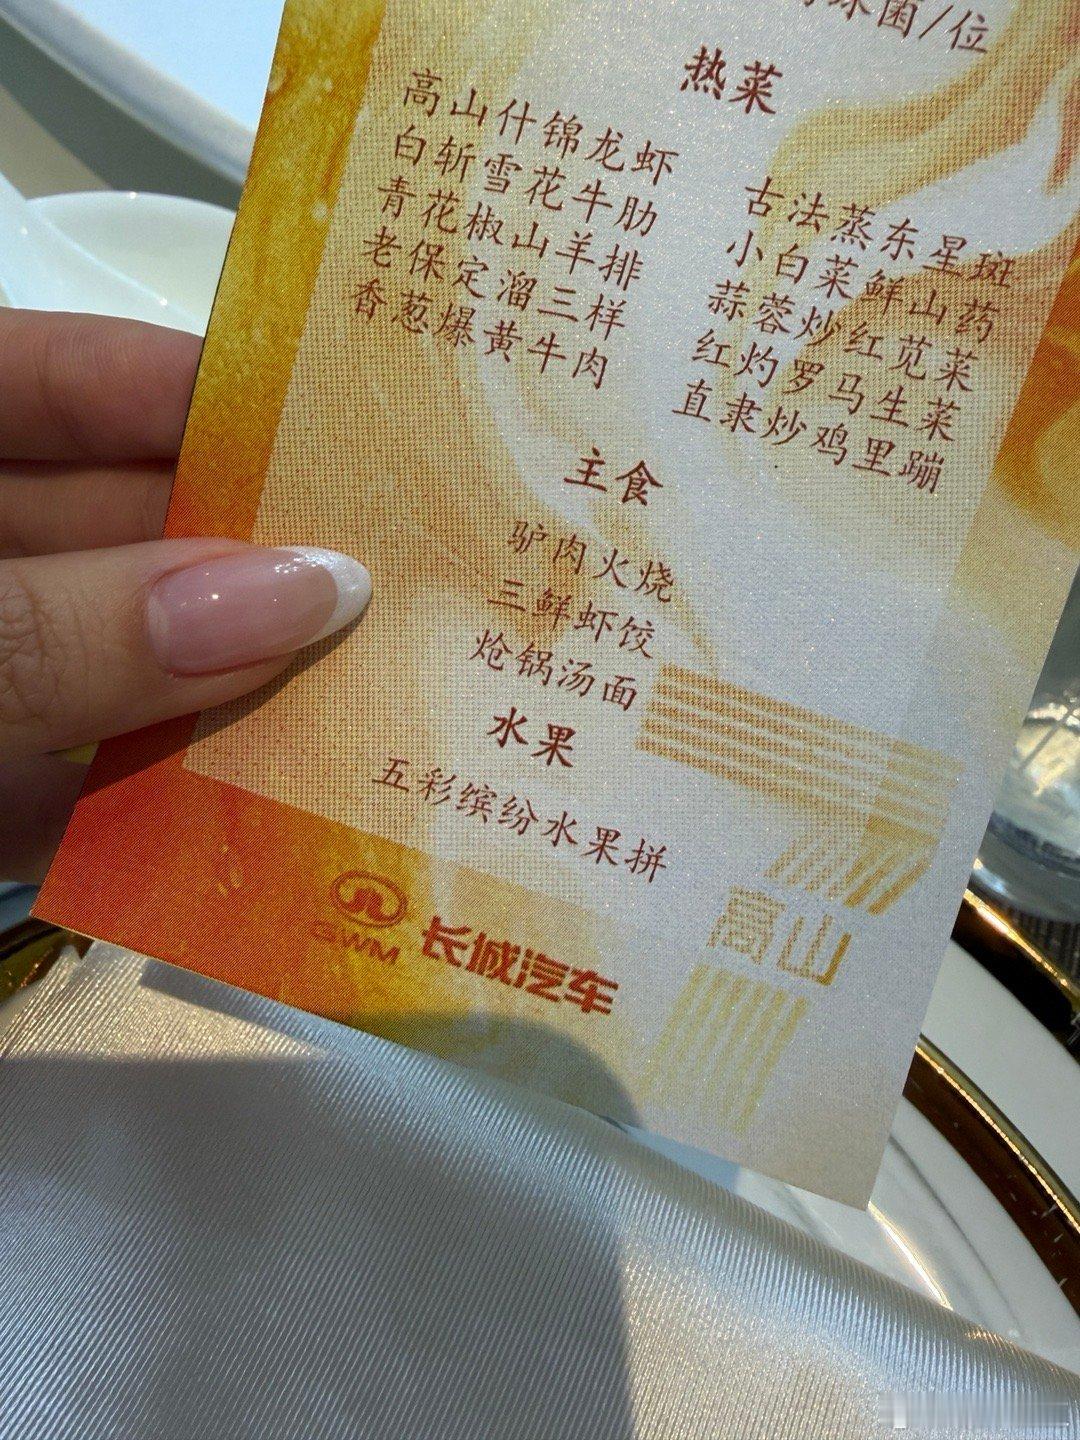 菌/位
热菜
高山什锦龙虾
白斩雪花牛肋
青花椒山羊排
老保定溜三样
香葱爆黄牛肉
古法蒸东星斑
小白菜鲜山药
蒜蓉炒红苋菜
红灼罗马生菜
直隶炒鸡里蹦
主食
驴肉火烧
三鲜虾饺
炝锅汤面
水果
五彩缤纷水果拼
GWM 长城汽车
高山